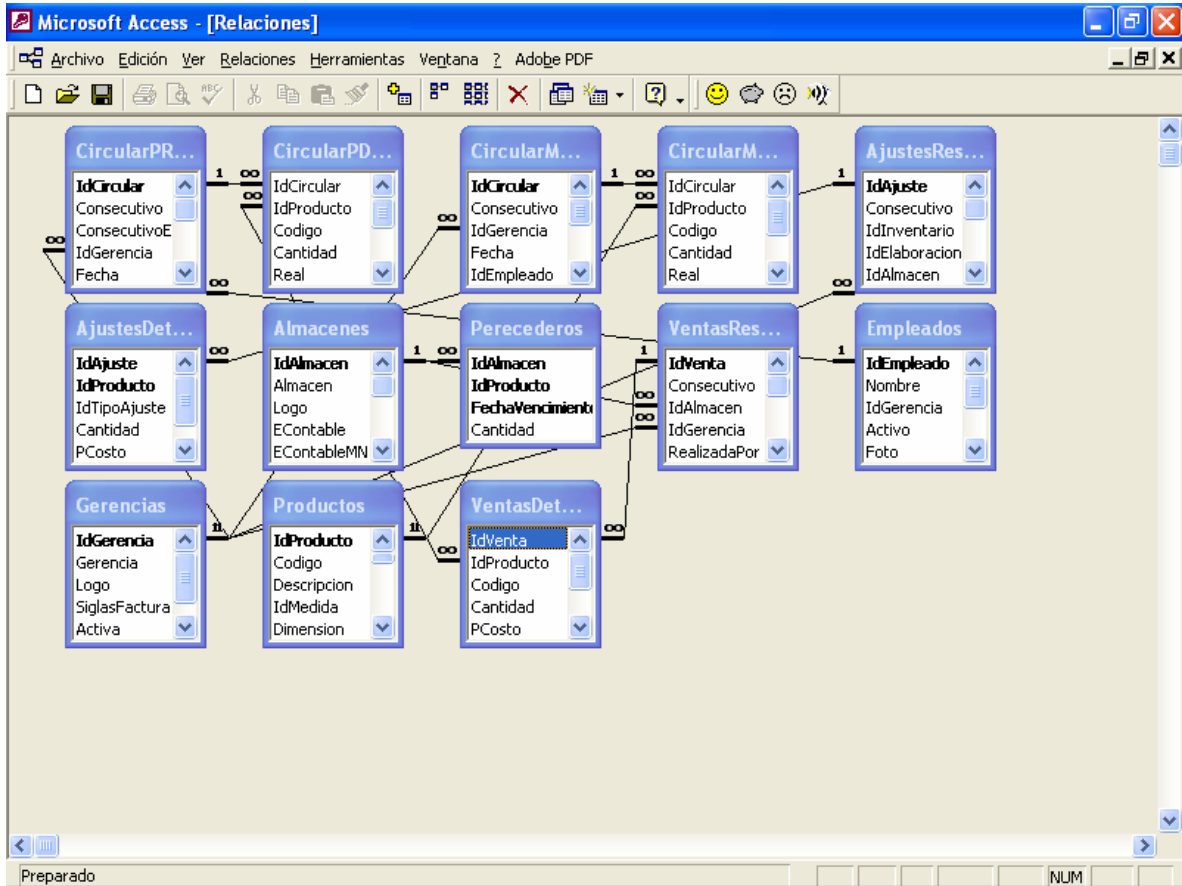 Microsoft Access - [Relaciones]
Archivo Edición Ver Relaciones Herramientas Ventana ? Adobe PDF
CircularPR...
IdCircular
Consecutivo
ConsecutivoE
IdGerencia
Fecha
CircularPD...
IdCircular
IdProducto
Codigo
Cantidad
Real
CircularM...
IdCircular
Consecutivo
IdGerencia
Fecha
IdEmpleado
CircularM...
IdCircular
IdProducto
Codigo
Cantidad
Real
AjustesRes...
IdAjuste
Consecutivo
IdInventario
IdElaboracion
IdAlmacen
AjustesDet...
IdAjuste
IdProducto
IdTipoAjuste
Cantidad
PCosto
Almacenes
IdAlmacen
Almacen
Logo
EContable
EContableMN
Perecederos
IdAlmacen
IdProducto
FechaVencimiento
Cantidad
VentasRes...
IdVenta
Consecutivo
IdAlmacen
IdGerencia
RealizadaPor
Empleados
IdEmpleado
Nombre
IdGerencia
Activo
Foto
Gerencias
IdGerencia
Gerencia
Logo
SiglasFactura
Activa
Productos
IdProducto
Codigo
Descripcion
IdMedida
Dimension
VentasDet...
IdVenta
IdProducto
Codigo
Cantidad
PCosto
Preparado
NUM